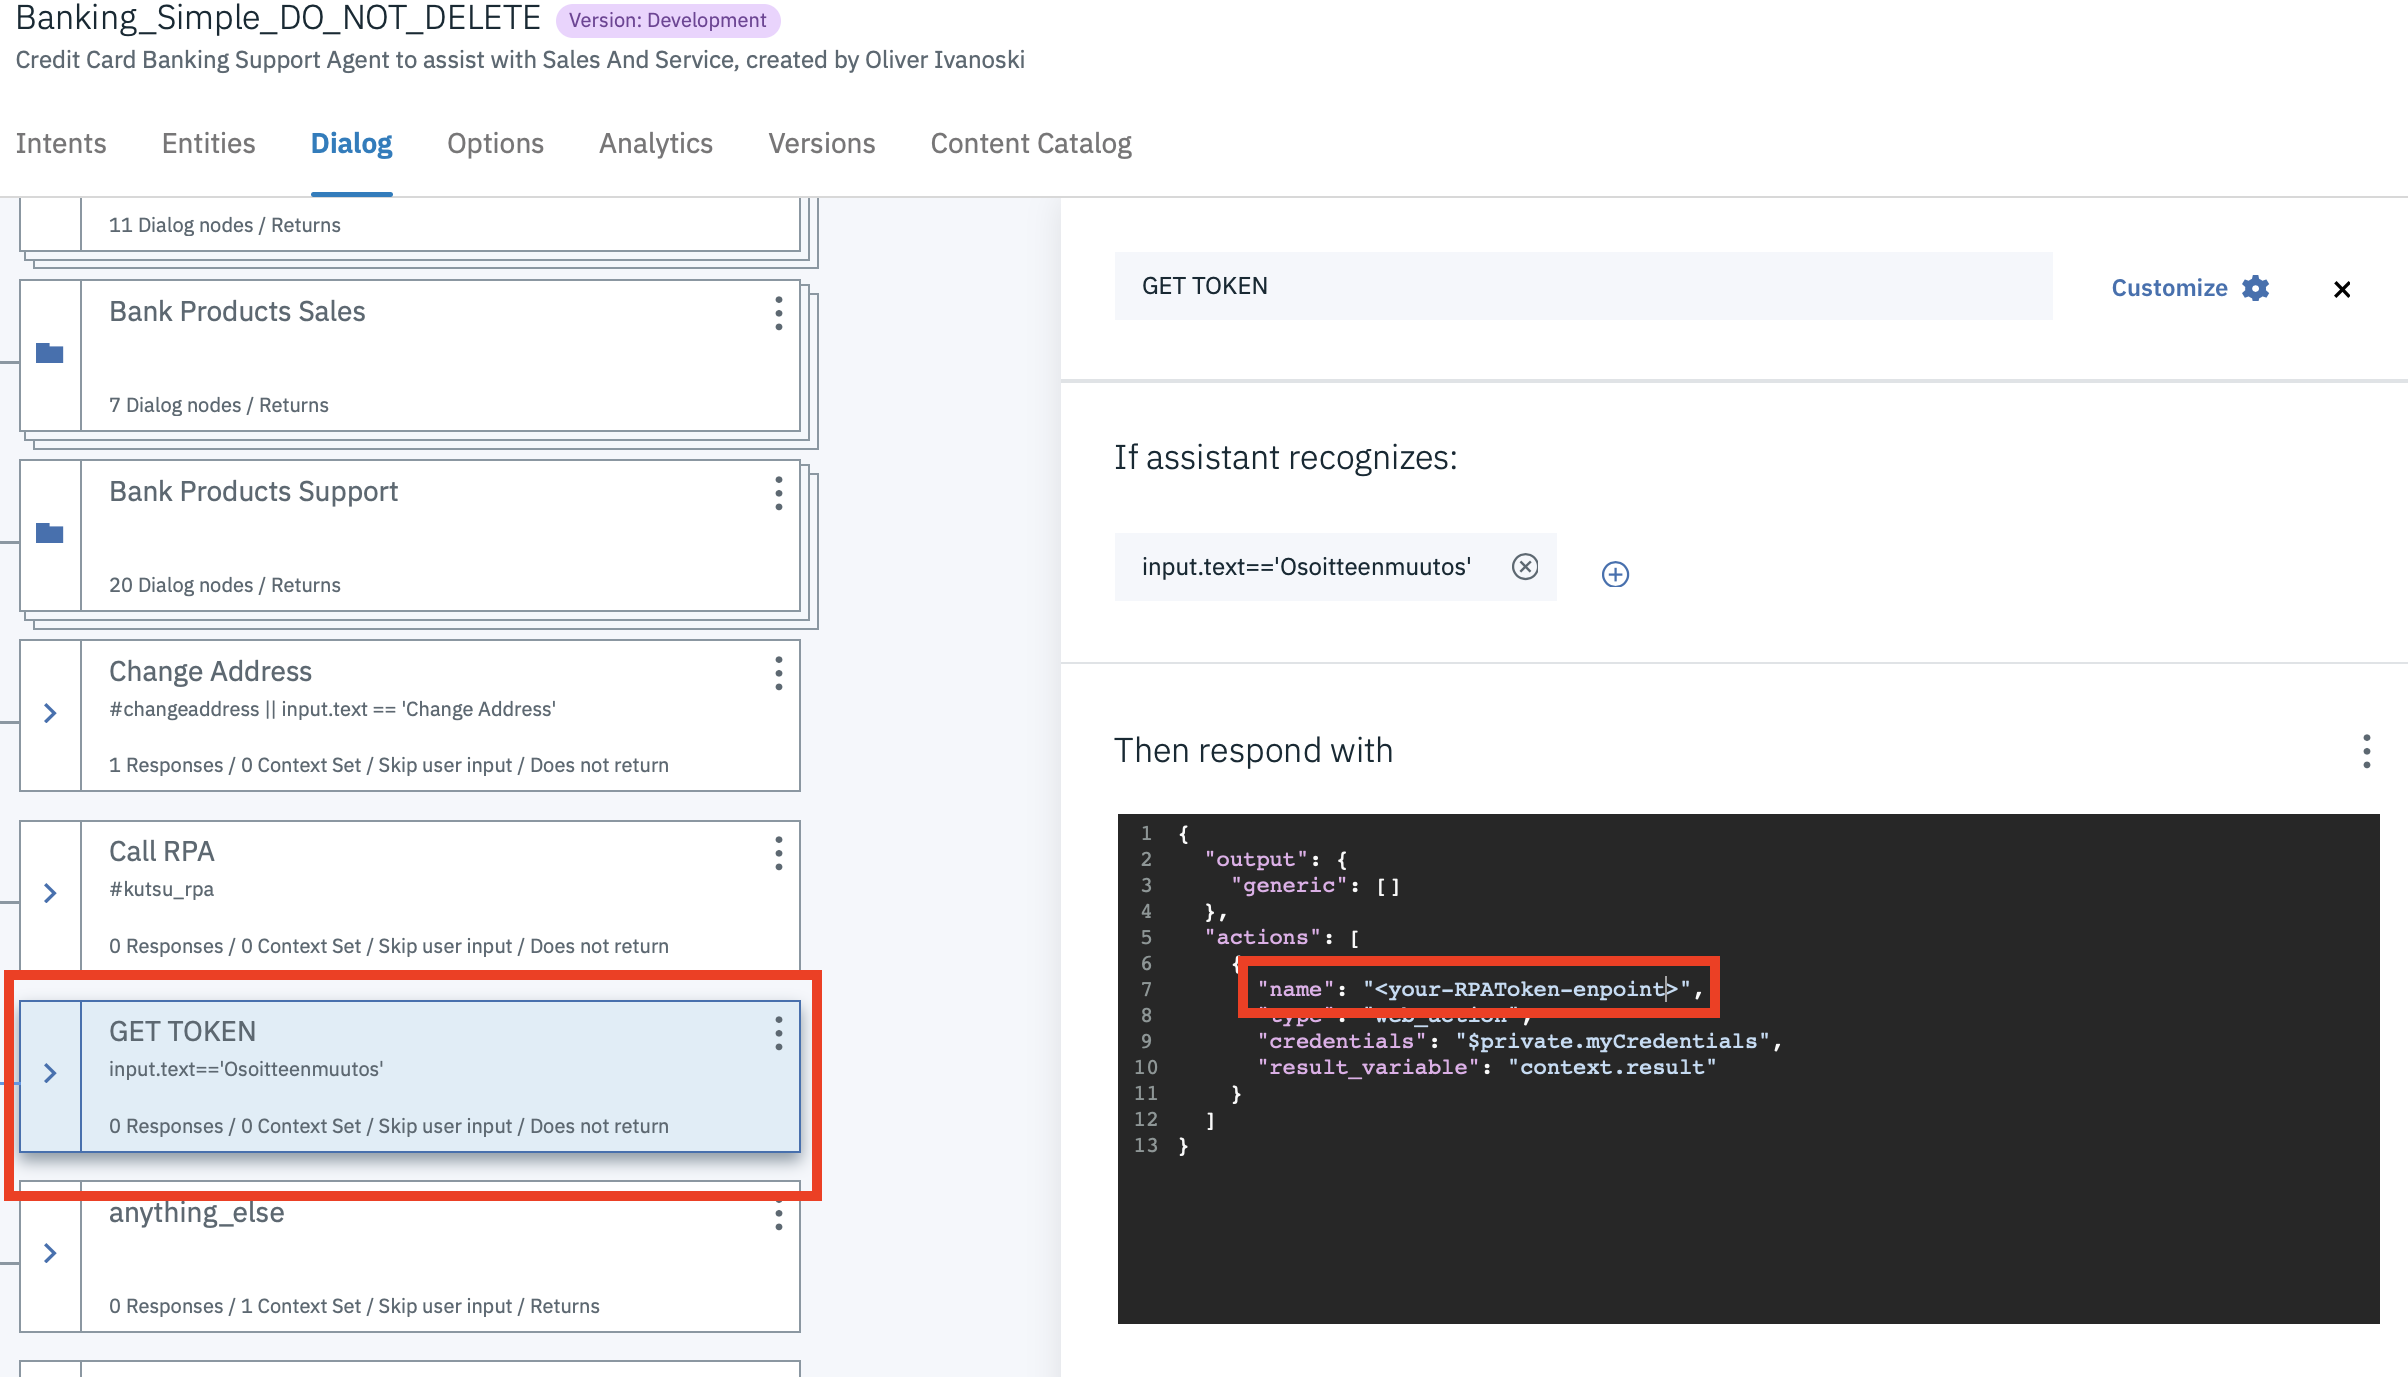 Banking_Simple_DO_NOT_DELETE Version: Development
Credit Card Banking Support Agent to assist with Sales And Service, created by Oliver Ivanoski
Intents Entities Dialog Options Analytics Versions Content Catalog
11 Dialog nodes / Returns
Bank Products Sales
7 Dialog nodes / Returns
Bank Products Support
20 Dialog nodes / Returns
Change Address
#changeaddress || input.text == 'Change Address'
1 Responses / 0 Context Set / Skip user input / Does not return
Call RPA
#kutsu_rpa
0 Responses / 0 Context Set / Skip user input / Does not return
GET TOKEN
input.text=='Osoitteenmuutos'
0 Responses / 0 Context Set / Skip user input / Does not return
anything_else
0 Responses / 1 Context Set / Skip user input / Returns
GET TOKEN
Customize
If assistant recognizes:
input.text=='Osoitteenmuutos'
Then respond with
1 {
2 "output": {
3 "generic": []
4 },
5 "actions": [
6 {
7 "name": "<your-RPAToken-enpoint>",
8 "type": "web_action",
9 "credentials": "$private.myCredentials",
10 "result_variable": "context.result"
11 }
12 ]
13 }